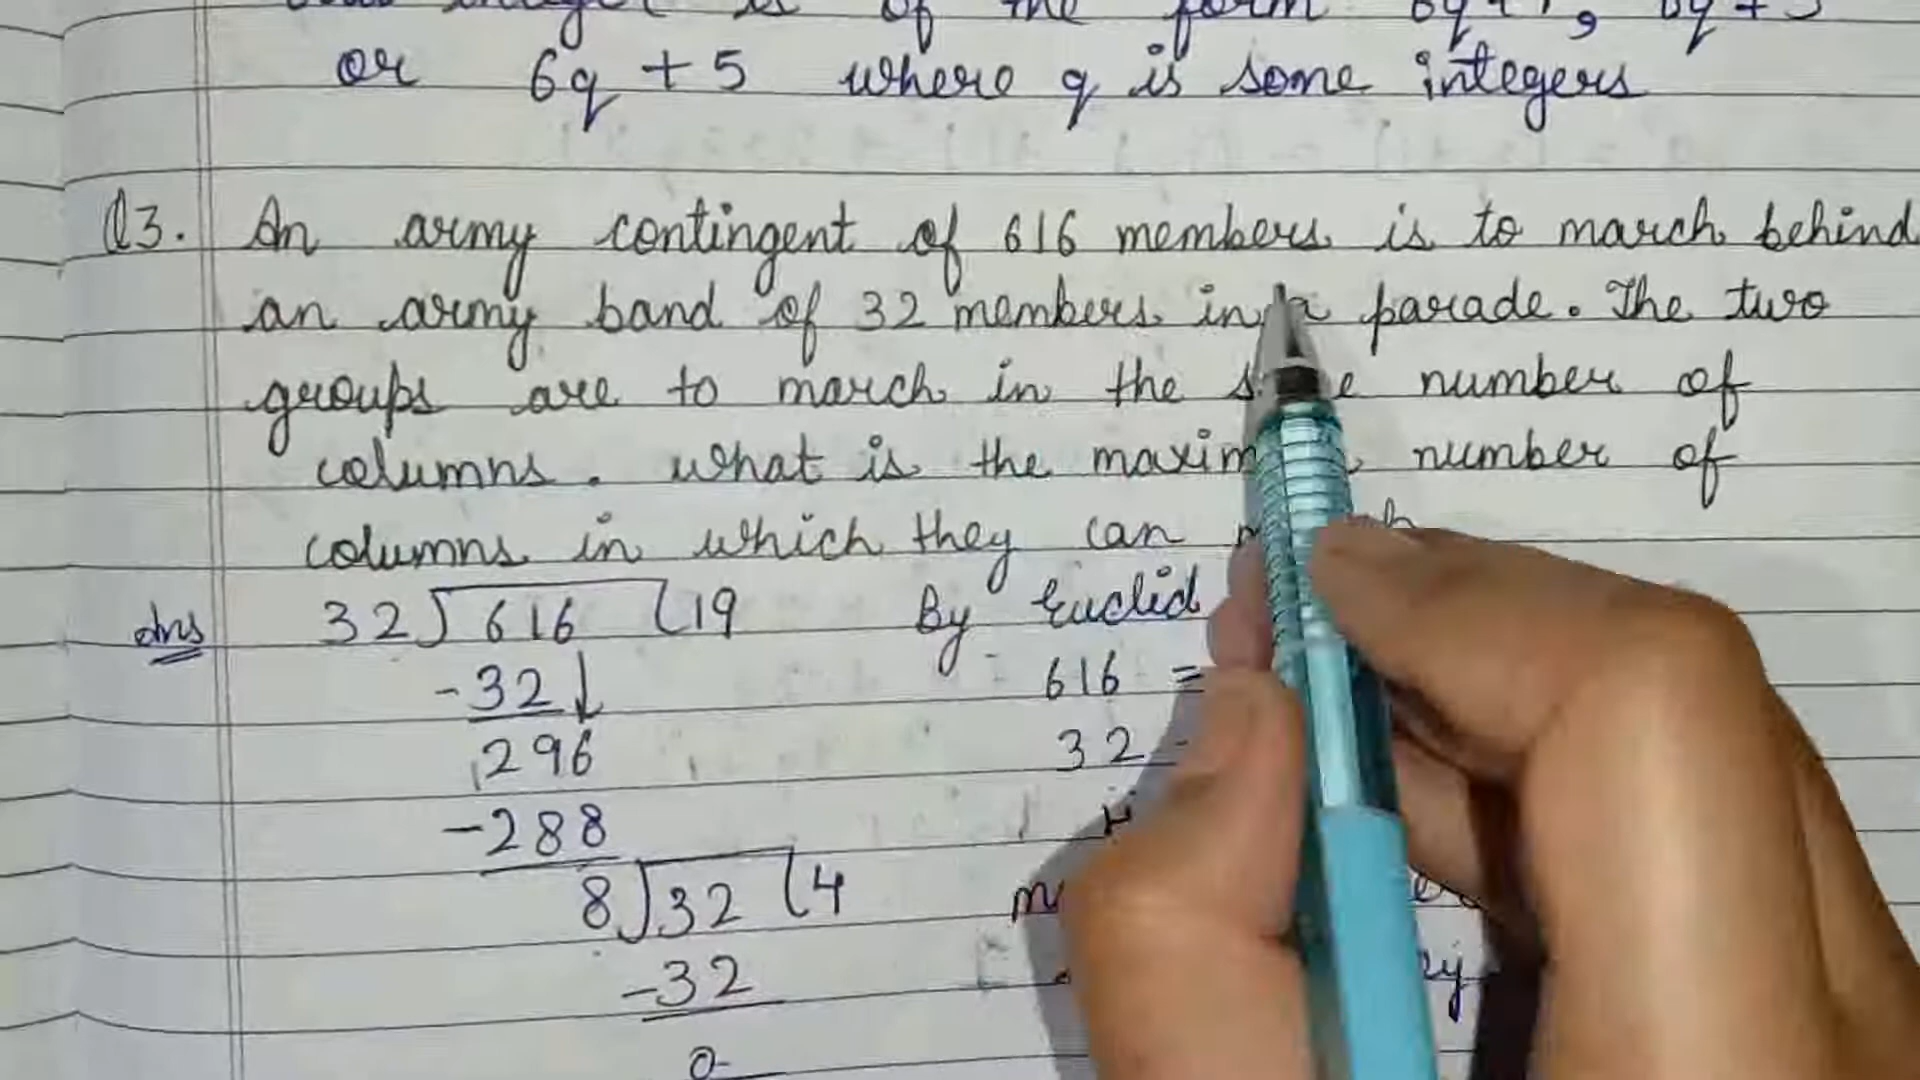 or 6q + 5 where q is some integers
Q3. An army contingent of 616 members is to march behind
an army band of 32 members in a parade. The two
groups are to march in the number of
columns. what is the number of
columns in which they can
Ans 32 616 19 By Euclid
-32 616 =
296 32
-288
8 32 4
-32
0